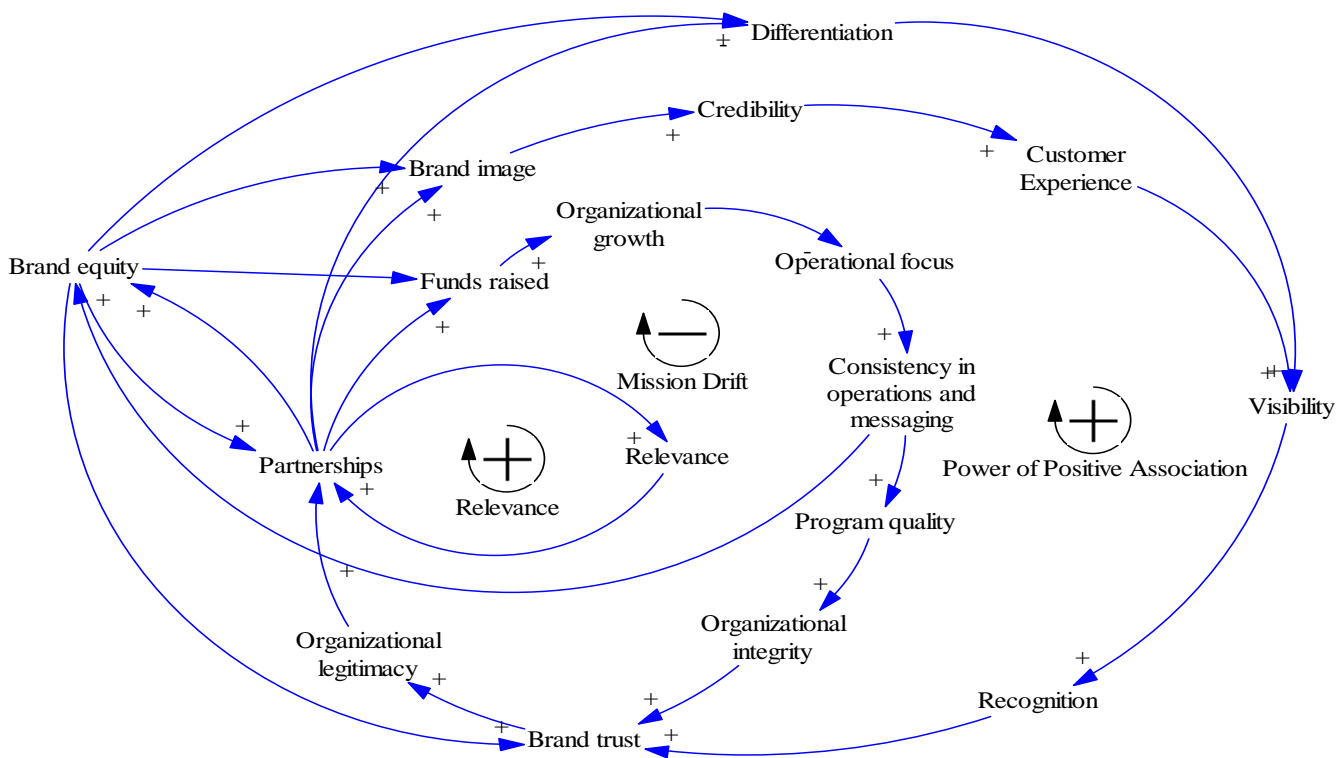 Differentiation
Credibility
Customer
Experience
Brand image
Organizational
growth
Operational focus
Brand equity
Funds raised
Mission Drift
Consistency in
operations and
messaging
Visibility
Partnerships
Relevance
Relevance
Power of Positive Association
Program quality
Organizational
integrity
Organizational
legitimacy
Recognition
Brand trust